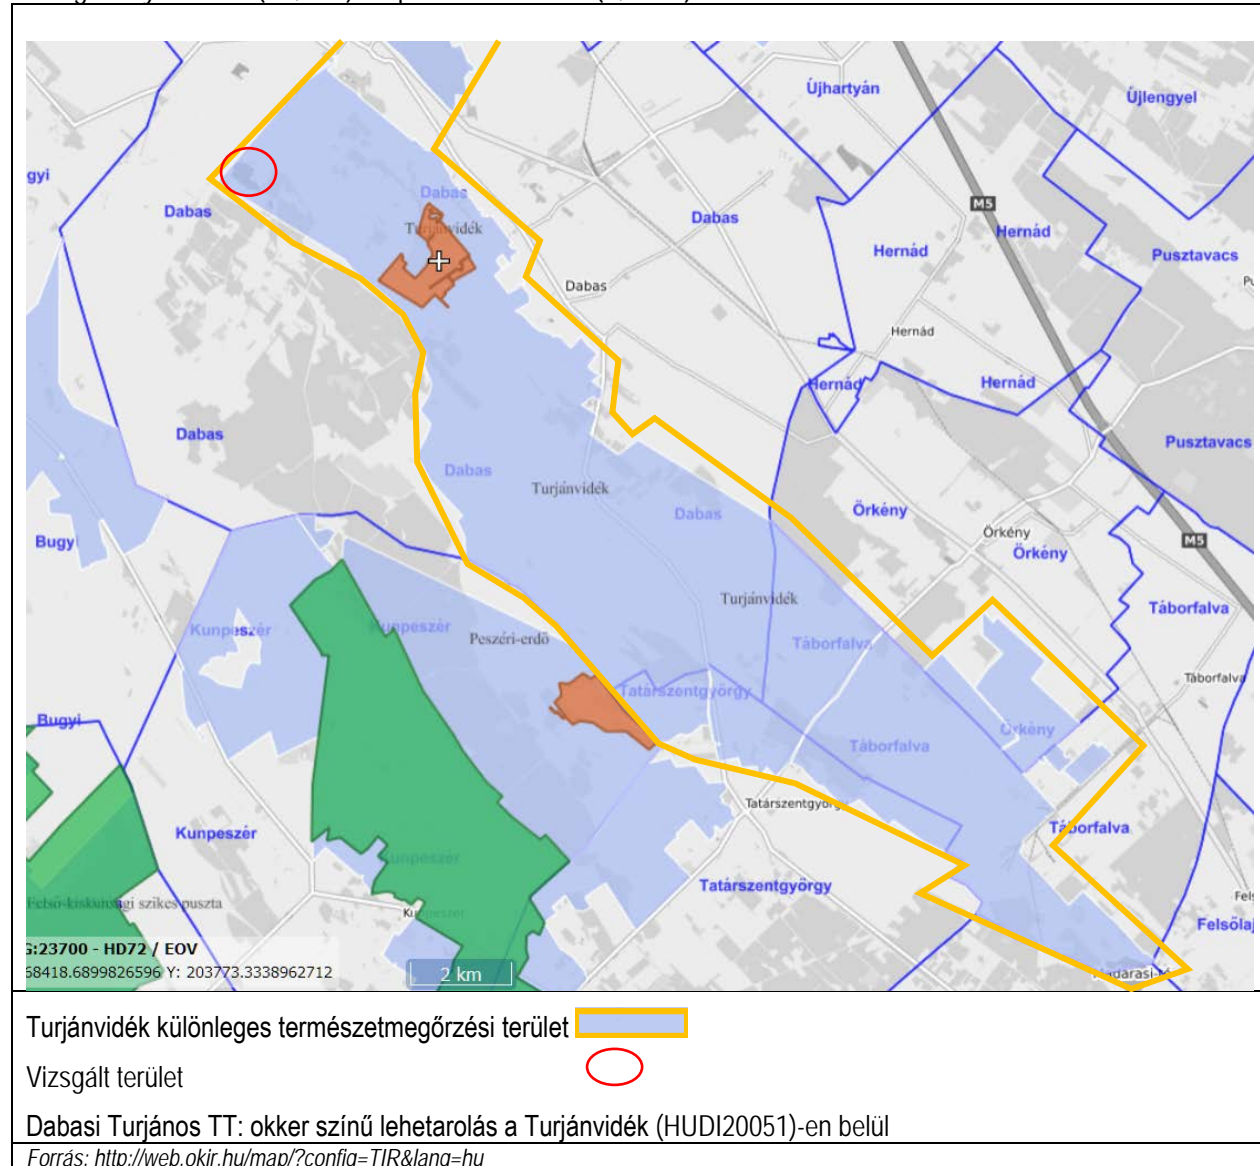 Újhartyán
Újlengyel
gyi
Dabas
M5
Dabas
Dabas
Hernád
Turjánvidék
Hernád
Pusztavacs
Dabas
Hernád
Hernád
Hernád
Dabas
Pusztavacs
Dabas
Turjánvidék
Dabas
Örkény
Örkény
Bugyi
Örkény
M5
Turjánvidék
Táborfalva
Kunpeszér
Kunpeszér
Peszéri-erdő
Táborfalva
Táborfalva
Tatárszentgyörgy
Bugyi
Örkény
Táborfalva
Tatárszentgyörgy
Kunpeszér
Táborfalva
Kunpeszér
Tatárszentgyörgy
Felső-kiskunsági szikes puszta
Kunpeszér
Fels
Felsőlaj
G:23700 - HD72 / EOV
68418.6899826596 Y: 203773.3338962712
2 km
Turjánvidék különleges természetmegőrzési terület
Vizsgált terület
Dabasi Turjános TT: okker színű lehetarolás a Turjánvidék (HUDI20051)-en belül
Forrás: http://web.okir.hu/map/?config=TIR&lang=hu